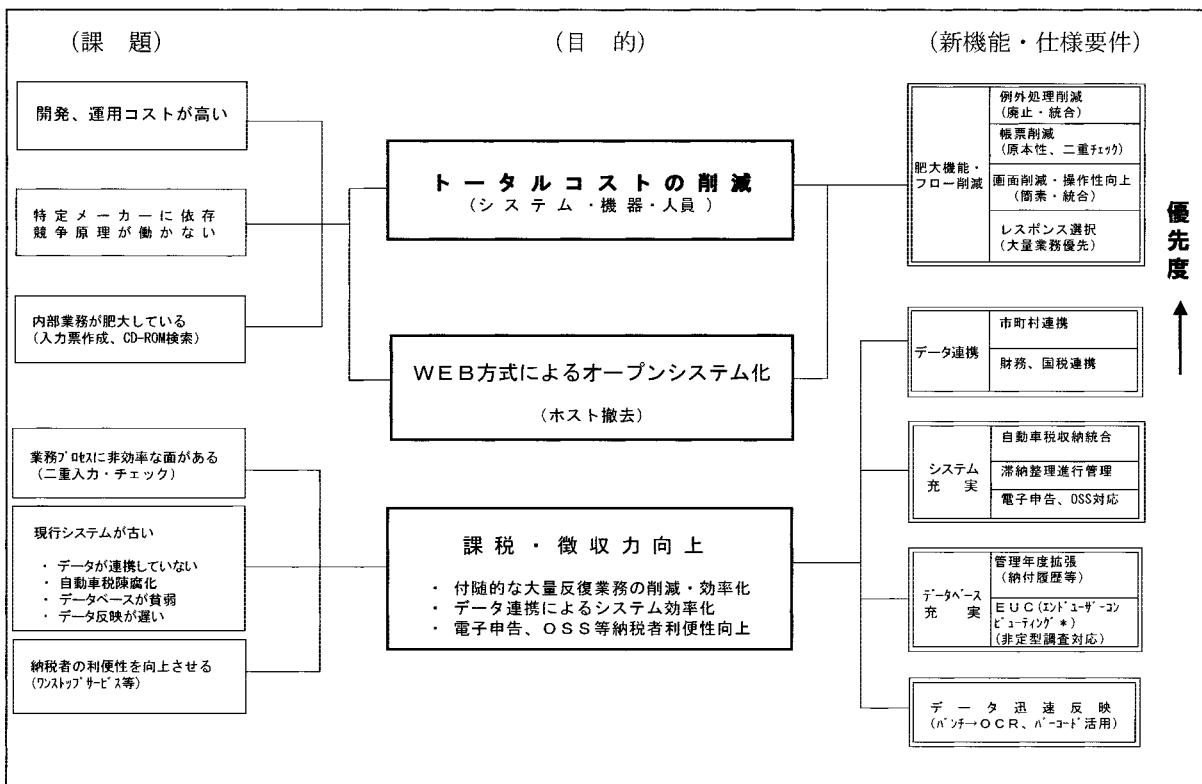 (課　題)
(目　的)
(新機能・仕様要件)
開発、運用コストが高い
特定メーカーに依存
競争原理が働かない
内部業務が肥大している
(入力票作成、CD-ROM検索)
業務ﾌﾟﾛｾｽに非効率な面がある
(二重入力・チェック)
現行システムが古い
・ データが連携していない
・ 自動車税陳腐化
・ データベースが貧弱
・ データ反映が遅い
納税者の利便性を向上させる
(ﾜﾝｽﾄｯﾌﾟｻｰﾋﾞｽ等)
トータルコストの削減
(システム・機器・人員)
WEB方式によるオープンシステム化
(ホスト撤去)
課税・徴収力向上
・ 付随的な大量反復業務の削減・効率化
・ データ連携によるシステム効率化
・ 電子申告、OSS等納税者利便性向上
肥大機能・
フロー削減
例外処理削減
(廃止・統合)
帳票削減
(原本性、二重ﾁｪｯｸ)
画面削減・操作性向上
(簡素・統合)
レスポンス選択
(大量業務優先)
データ連携
市町村連携
財務、国税連携
システム
充　実
自動車税収納統合
滞納整理進行管理
電子申告、OSS対応
ﾃﾞｰﾀﾍﾞｰｽ
充　実
管理年度拡張
(納付履歴等)
EUC(ｴﾝﾄﾞﾕｰｻﾞｰｺﾝ
ﾋﾟｭｰﾃｨﾝｸﾞ*)
(非定型調査対応)
データ迅速反映
(ﾊﾟﾝﾁ→OCR、ﾊﾞｰｺｰﾄﾞ活用)
優先度
↑